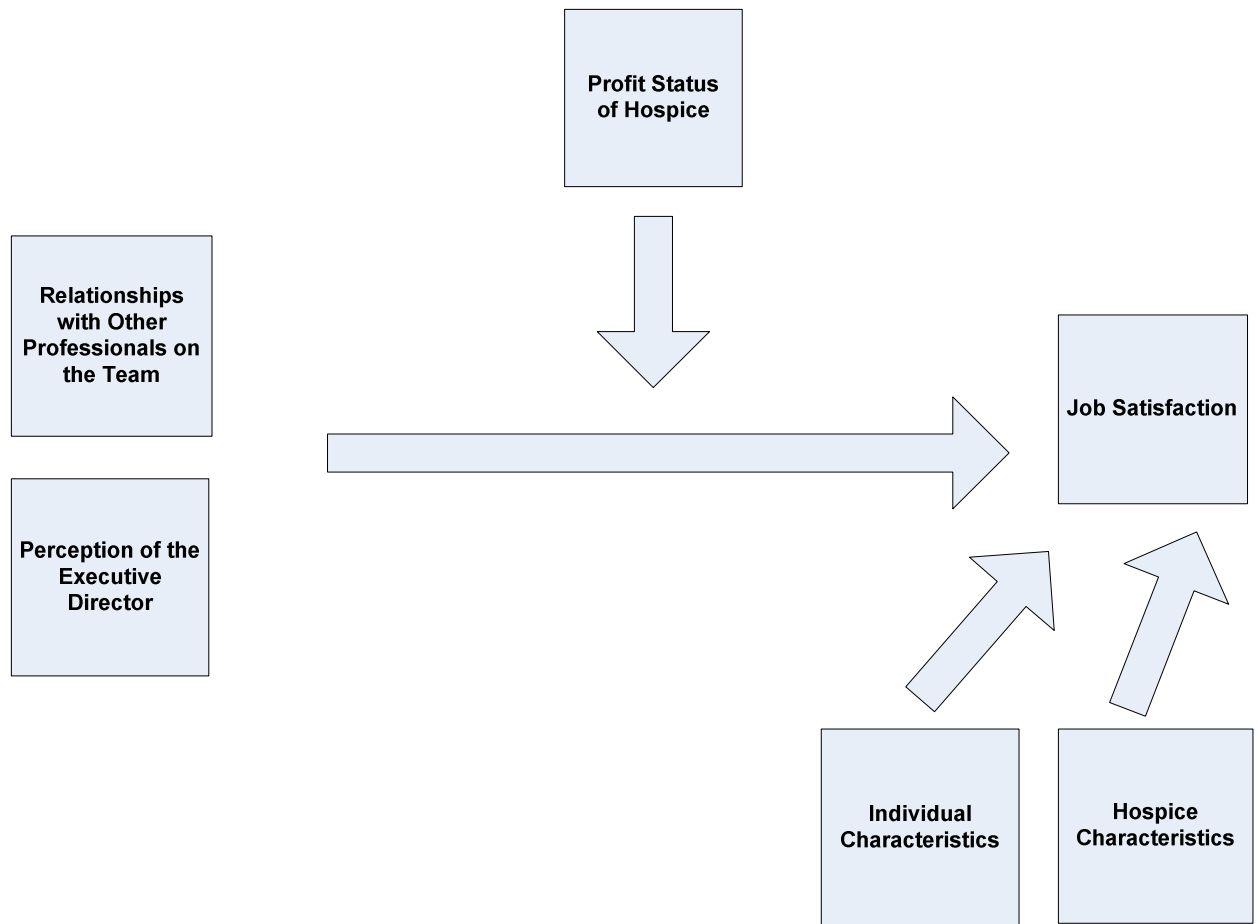 Profit Status
of Hospice
Relationships
with Other
Professionals on
the Team
Job Satisfaction
Perception of the
Executive
Director
Individual
Characteristics
Hospice
Characteristics